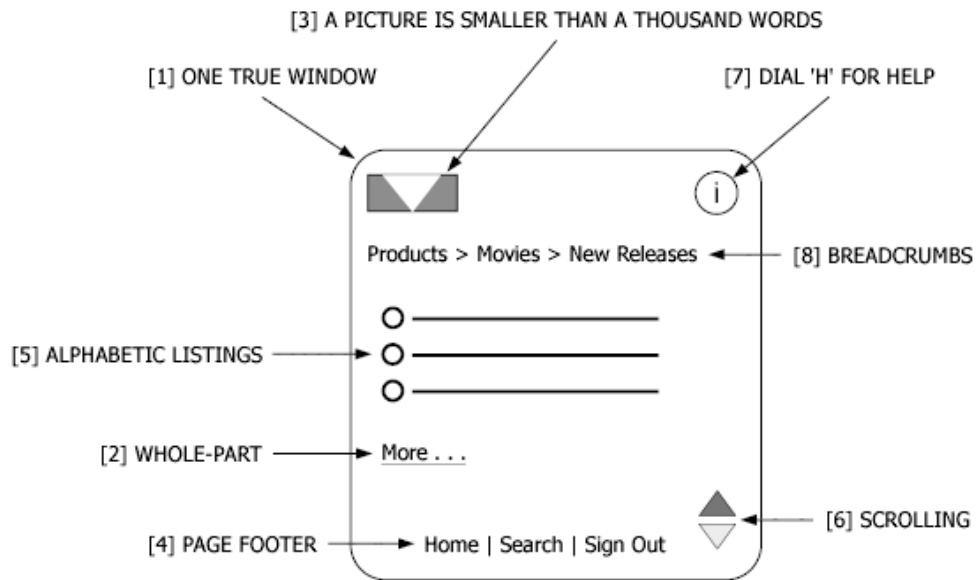 [3] A PICTURE IS SMALLER THAN A THOUSAND WORDS
[1] ONE TRUE WINDOW
[7] DIAL 'H' FOR HELP
i
Products > Movies > New Releases
[8] BREADCRUMBS
[5] ALPHABETIC LISTINGS
[2] WHOLE-PART
More . . .
[6] SCROLLING
[4] PAGE FOOTER
Home | Search | Sign Out